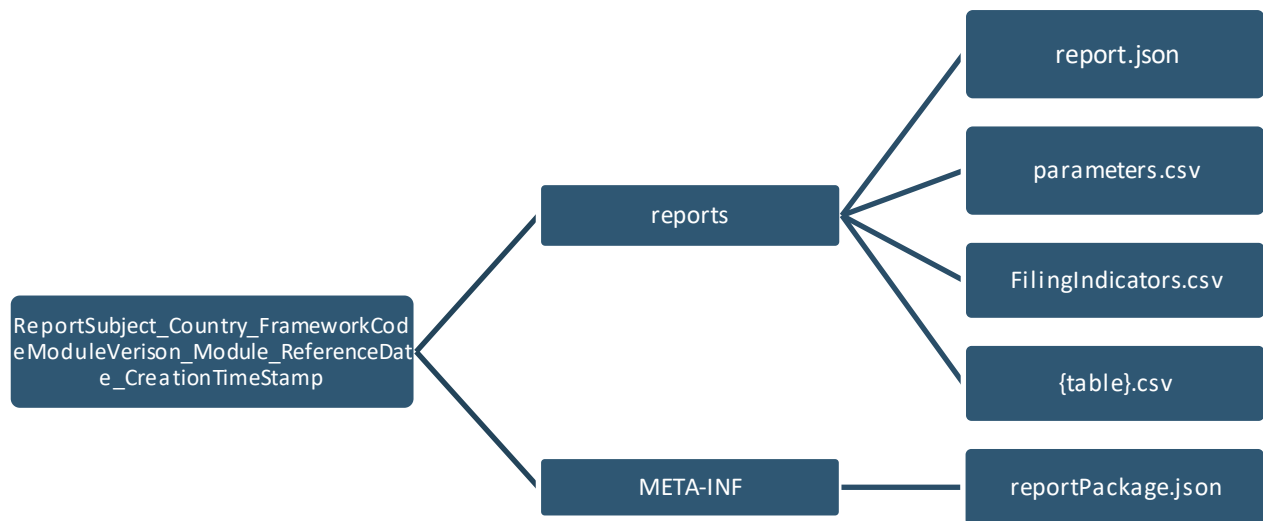 report.json
parameters.csv
reports
FilingIndicators.csv
ReportSubject_Country_FrameworkCod
eModuleVerison_Module_ReferenceDat
e_CreationTimeStamp
{table}.csv
META-INF
reportPackage.json